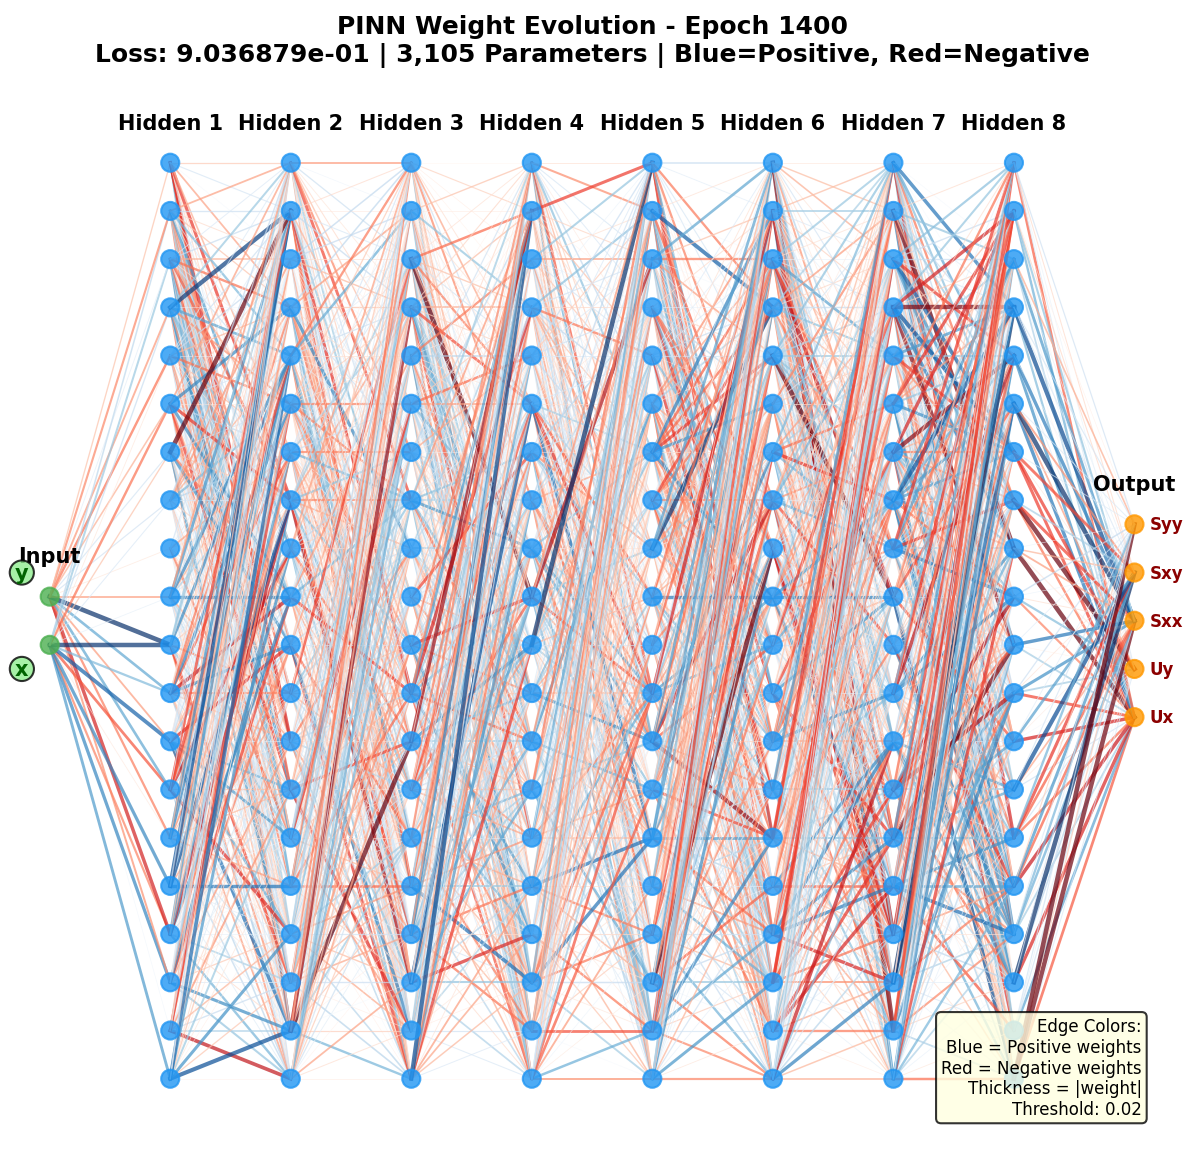 PINN Weight Evolution - Epoch 1400
Loss: 9.036879e-01 | 3,105 Parameters | Blue=Positive, Red=Negative
Hidden 1 Hidden 2 Hidden 3 Hidden 4 Hidden 5 Hidden 6 Hidden 7 Hidden 8
Output
Syy
Input
y
Sxy
Sxx
x
Uy
Ux
Edge Colors:
Blue = Positive weights
Red = Negative weights
Thickness = |weight|
Threshold: 0.02